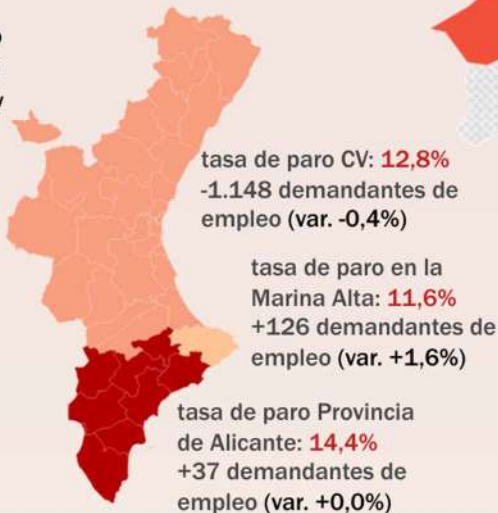 tasa de paro CV: 12,8%
-1.148 demandantes de
empleo (var. -0,4%)
tasa de paro en la
Marina Alta: 11,6%
+126 demandantes de
empleo (var. +1,6%)
tasa de paro Provincia
de Alicante: 14,4%
+37 demandantes de
empleo (var. +0,0%)